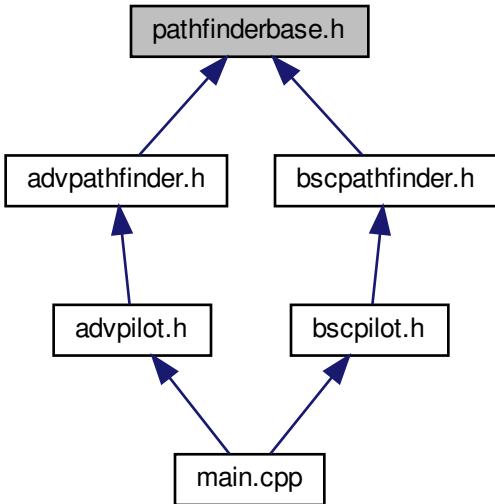 pathfinderbase.h
advpathfinder.h
bscpathfinder.h
advpilot.h
bscpilot.h
main.cpp